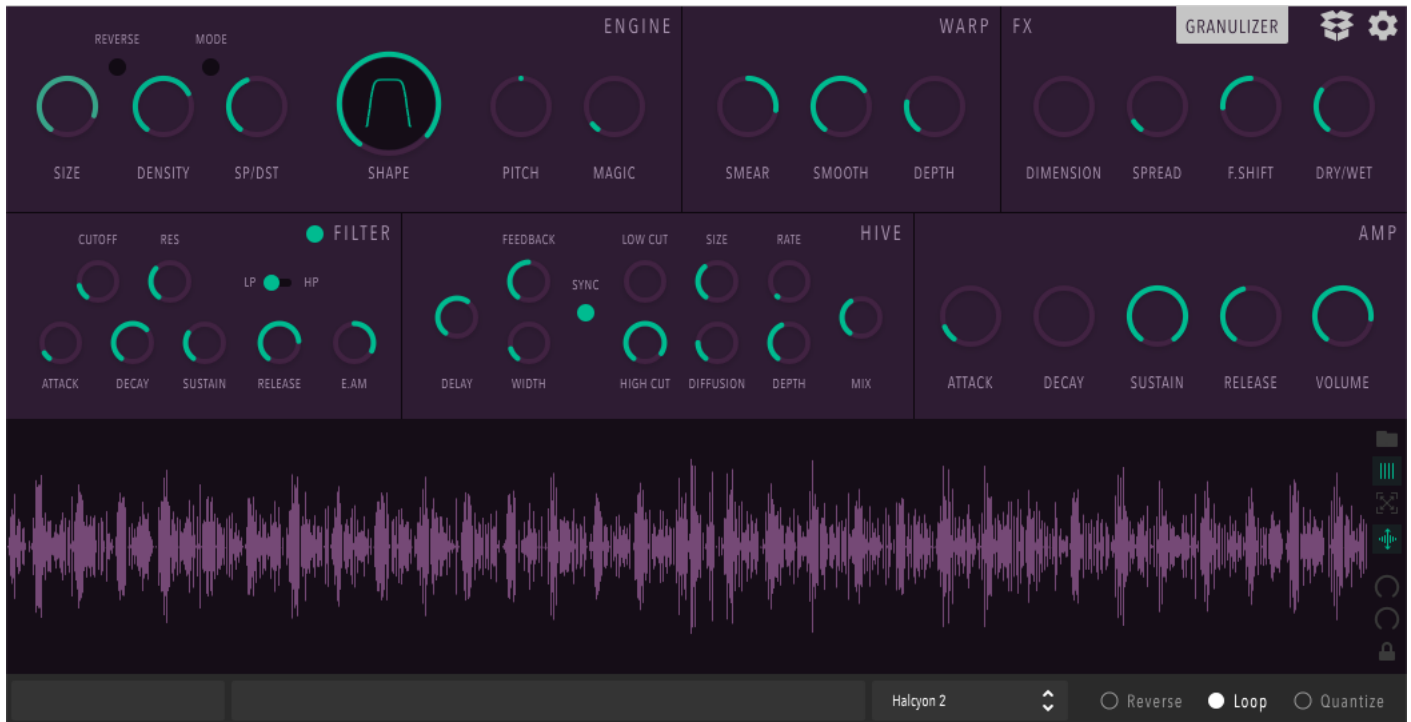 ENGINE
REVERSE
MODE
SIZE
DENSITY
SP/DST
SHAPE
PITCH
MAGIC
WARP
SMEAR
SMOOTH
DEPTH
FX
GRANULIZER
DIMENSION
SPREAD
F.SHIFT
DRY/WET
FILTER
CUTOFF
RES
LP
HP
ATTACK
DECAY
SUSTAIN
RELEASE
E.AM
HIVE
FEEDBACK
LOW CUT
SIZE
RATE
SYNC
DELAY
WIDTH
HIGH CUT
DIFFUSION
DEPTH
MIX
AMP
ATTACK
DECAY
SUSTAIN
RELEASE
VOLUME
Halcyon 2
Reverse
Loop
Quantize